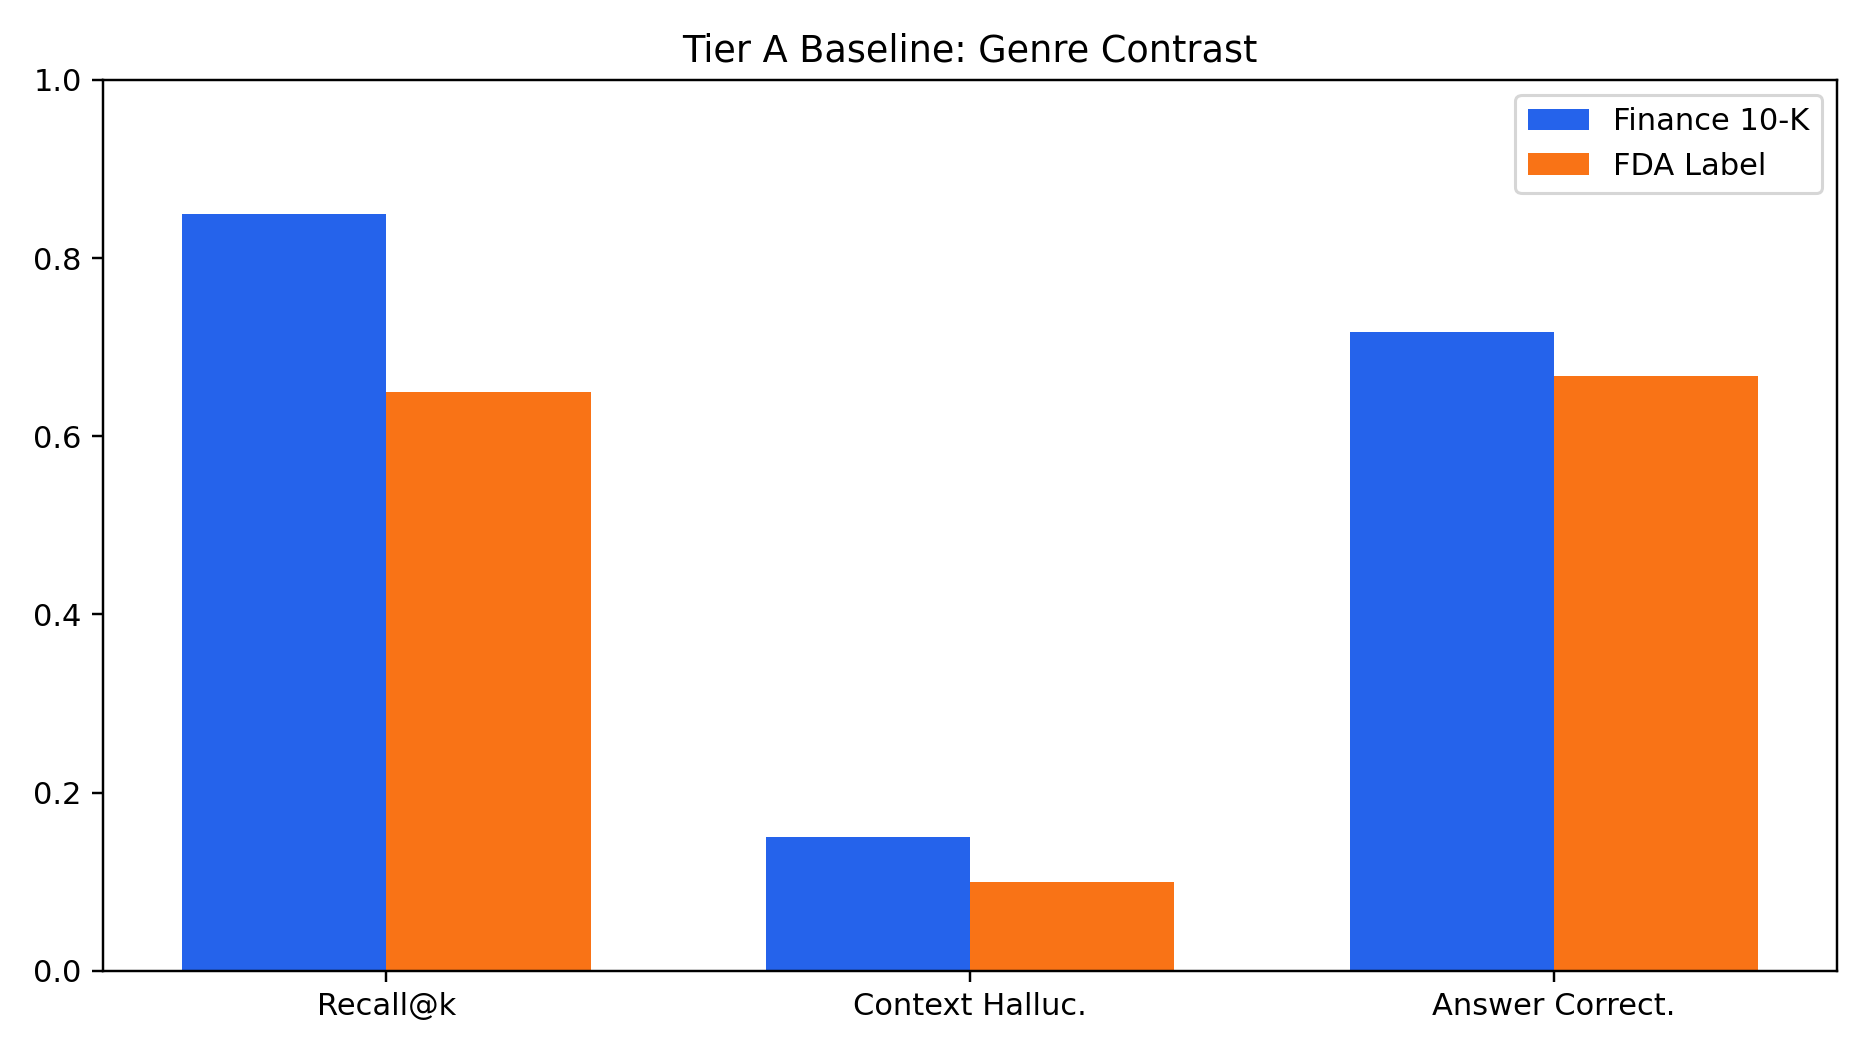 Tier A Baseline: Genre Contrast
1.0
0.8
0.6
0.4
0.2
0.0
Finance 10-K
FDA Label
Recall@k
Context Halluc.
Answer Correct.